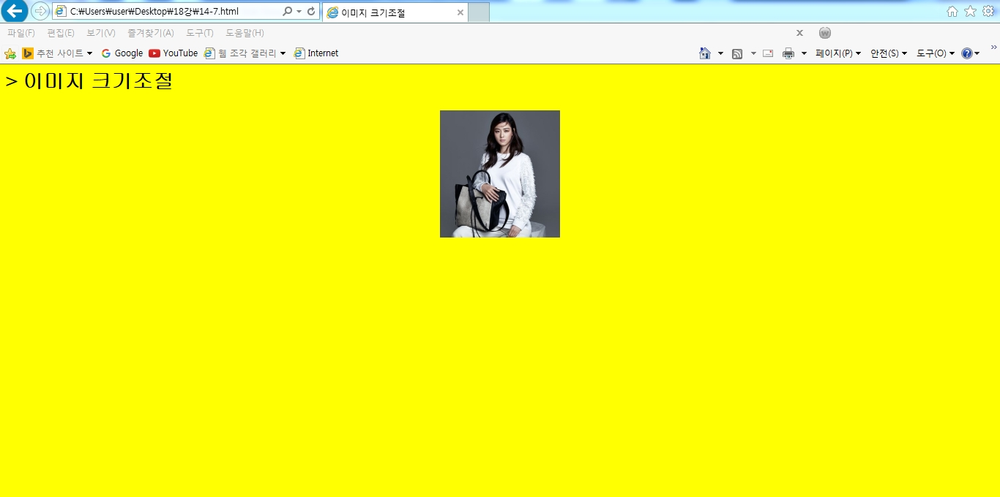 C:₩Users₩user₩Desktop₩18강₩14-7.html 이미지 크기조절
파일(F) 편집(E) 보기(V) 즐겨찾기(A) 도구(T) 도움말(H) x
추천 사이트 Google YouTube 웹 조각 갤러리 Internet 페이지(P) 안전(S) 도구(O)
> 이미지 크기조절